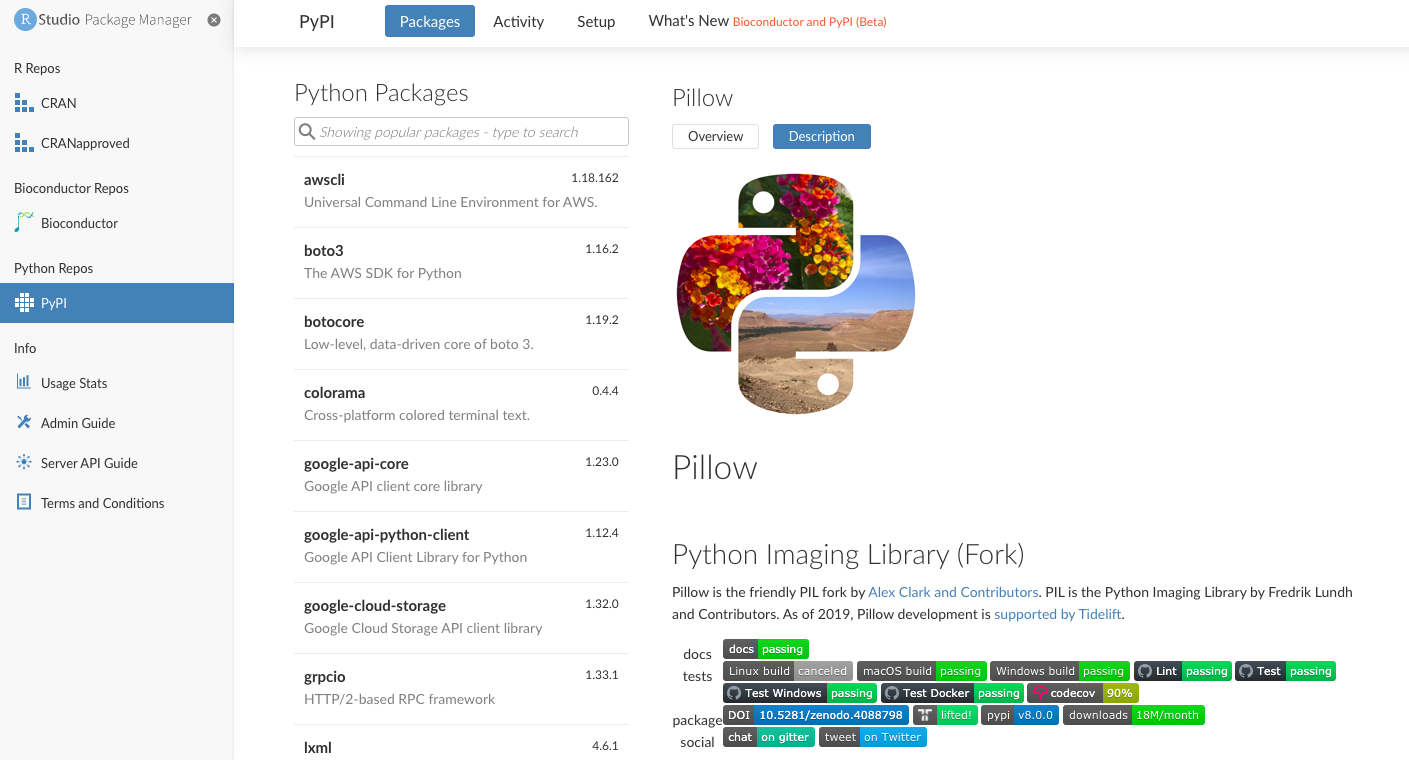 RStudio Package Manager
R Repos
CRAN
CRANapproved
Bioconductor Repos
Bioconductor
Python Repos
PyPI
Info
Usage Stats
Admin Guide
Server API Guide
Terms and Conditions
PyPI
Packages
Activity
Setup
What's New Bioconductor and PyPI (Beta)
Python Packages
Showing popular packages - type to search
awscli 1.18.162
Universal Command Line Environment for AWS.
boto3 1.16.2
The AWS SDK for Python
botocore 1.19.2
Low-level, data-driven core of boto 3.
colorama 0.4.4
Cross-platform colored terminal text.
google-api-core 1.23.0
Google API client core library
google-api-python-client 1.12.4
Google API Client Library for Python
google-cloud-storage 1.32.0
Google Cloud Storage API client library
grpcio 1.33.1
HTTP/2-based RPC framework
lxml 4.6.1
Pillow
Overview Description
Pillow
Python Imaging Library (Fork)
Pillow is the friendly PIL fork by Alex Clark and Contributors. PIL is the Python Imaging Library by Fredrik Lundh
and Contributors. As of 2019, Pillow development is supported by Tidelift.
docs docs passing
tests Linux build canceled macOS build passing Windows build passing Lint passing Test passing
Test Windows passing Test Docker passing codecov 90%
package DOI 10.5281/zenodo.4088798 lifted! pypi v8.0.0 downloads 18M/month
social chat on gitter tweet on Twitter